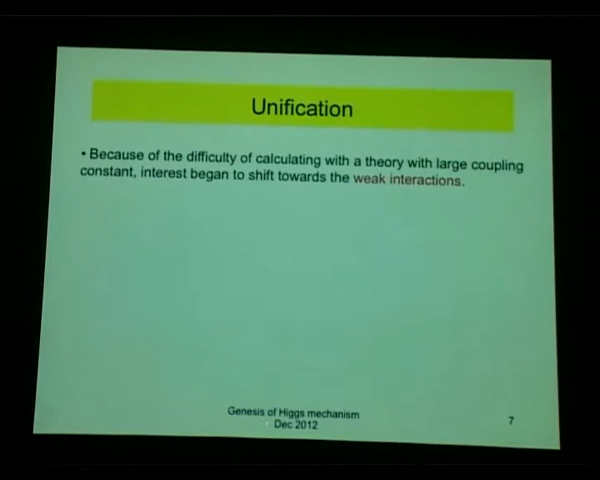 Unification
• Because of the difficulty of calculating with a theory with large coupling
constant, interest began to shift towards the weak interactions.
Genesis of Higgs mechanism
Dec 2012
7